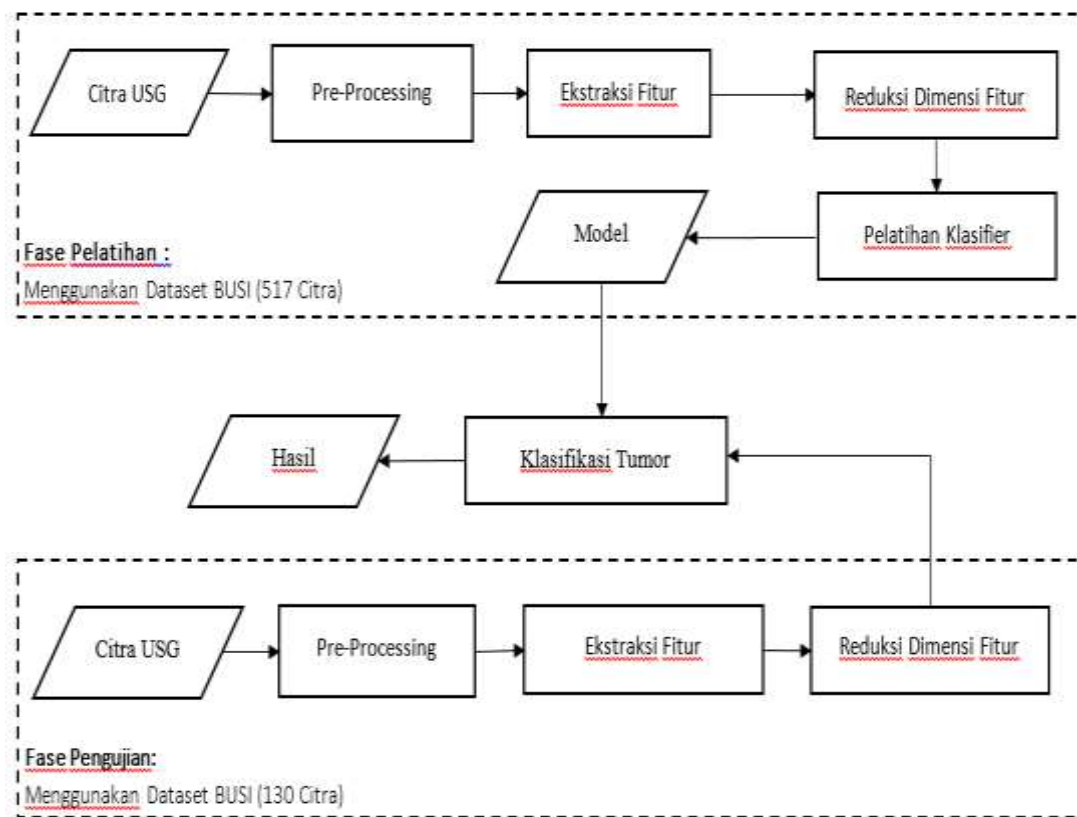 Citra USG
Pre-Processing
Ekstraksi Fitur
Reduksi Dimensi Fitur
Model
Pelatihan Klasifier
Fase Pelatihan :
Menggunakan Dataset BUSI (517 Citra)
Hasil
Klasifikasi Tumor
Citra USG
Pre-Processing
Ekstraksi Fitur
Reduksi Dimensi Fitur
Fase Pengujian:
Menggunakan Dataset BUSI (130 Citra)